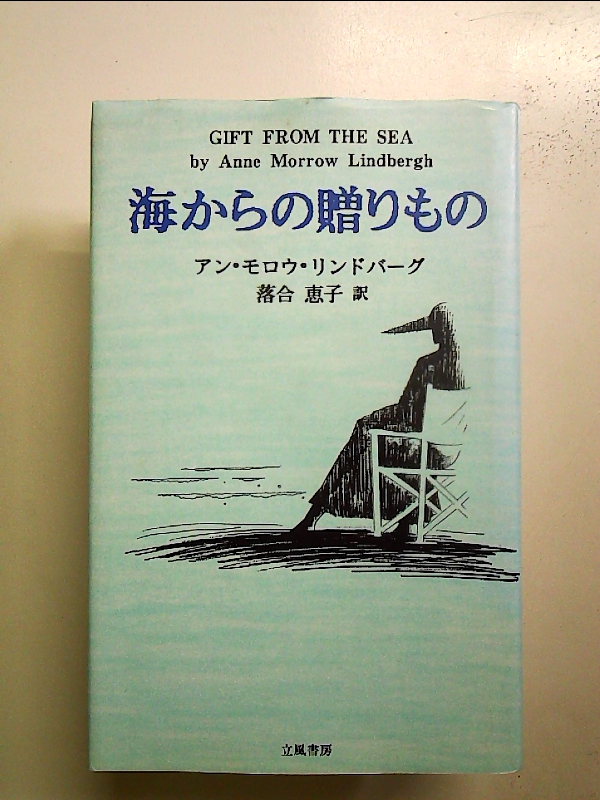 GIFT FROM THE SEA
by Anne Morrow Lindbergh
海からの贈りもの
アン・モロウ・リンドバーグ
落合 恵子 訳
立風書房